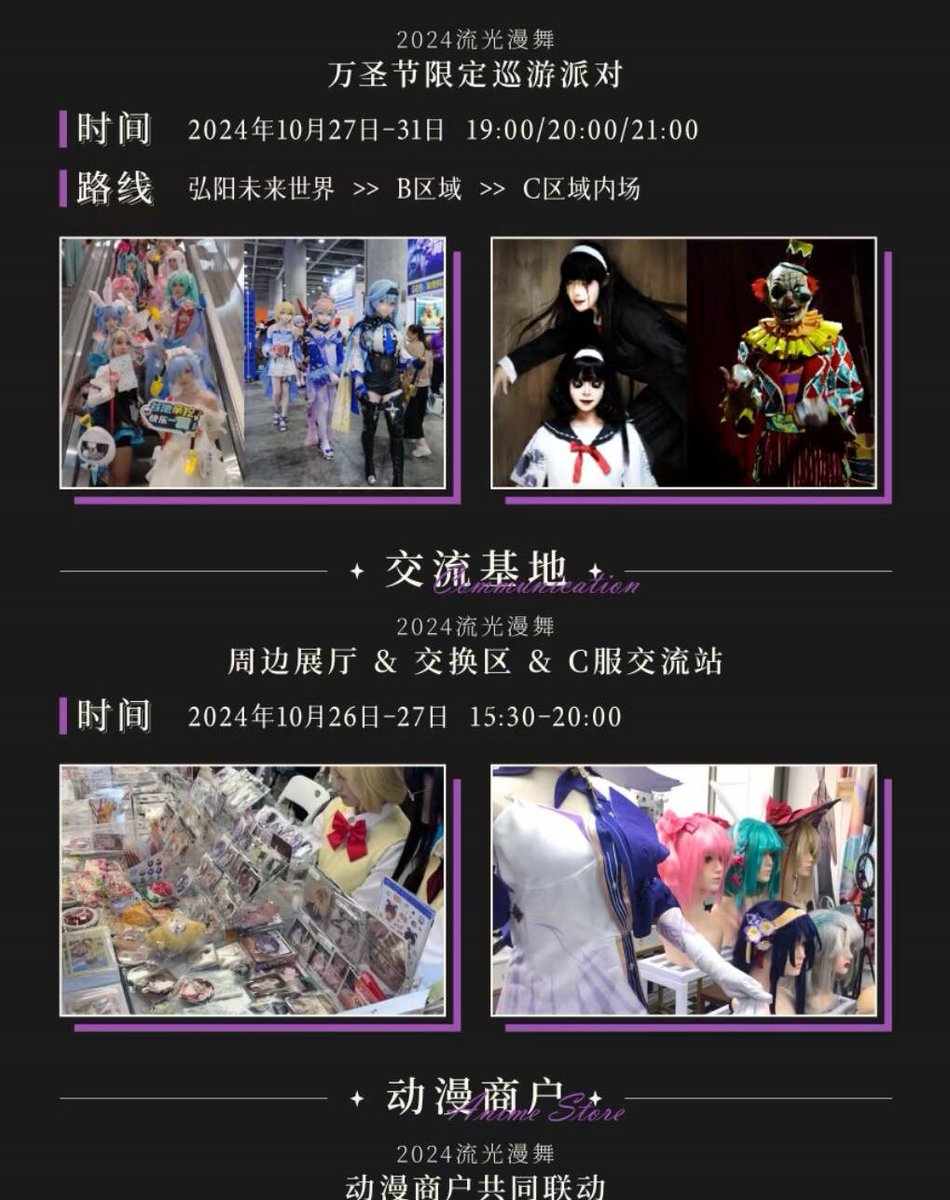 2024流光漫舞
万圣节限定巡游派对
时间 2024年10月27日-31日 19:00/20:00/21:00
路线 弘阳未来世界 >> B区域 >> C区域内场
交流基地
Communication
2024流光漫舞
周边展厅 & 交换区 & C服交流站
时间 2024年10月26日-27日 15:30-20:00
动漫商户
Anime Store
2024流光漫舞
动漫商户共同联动